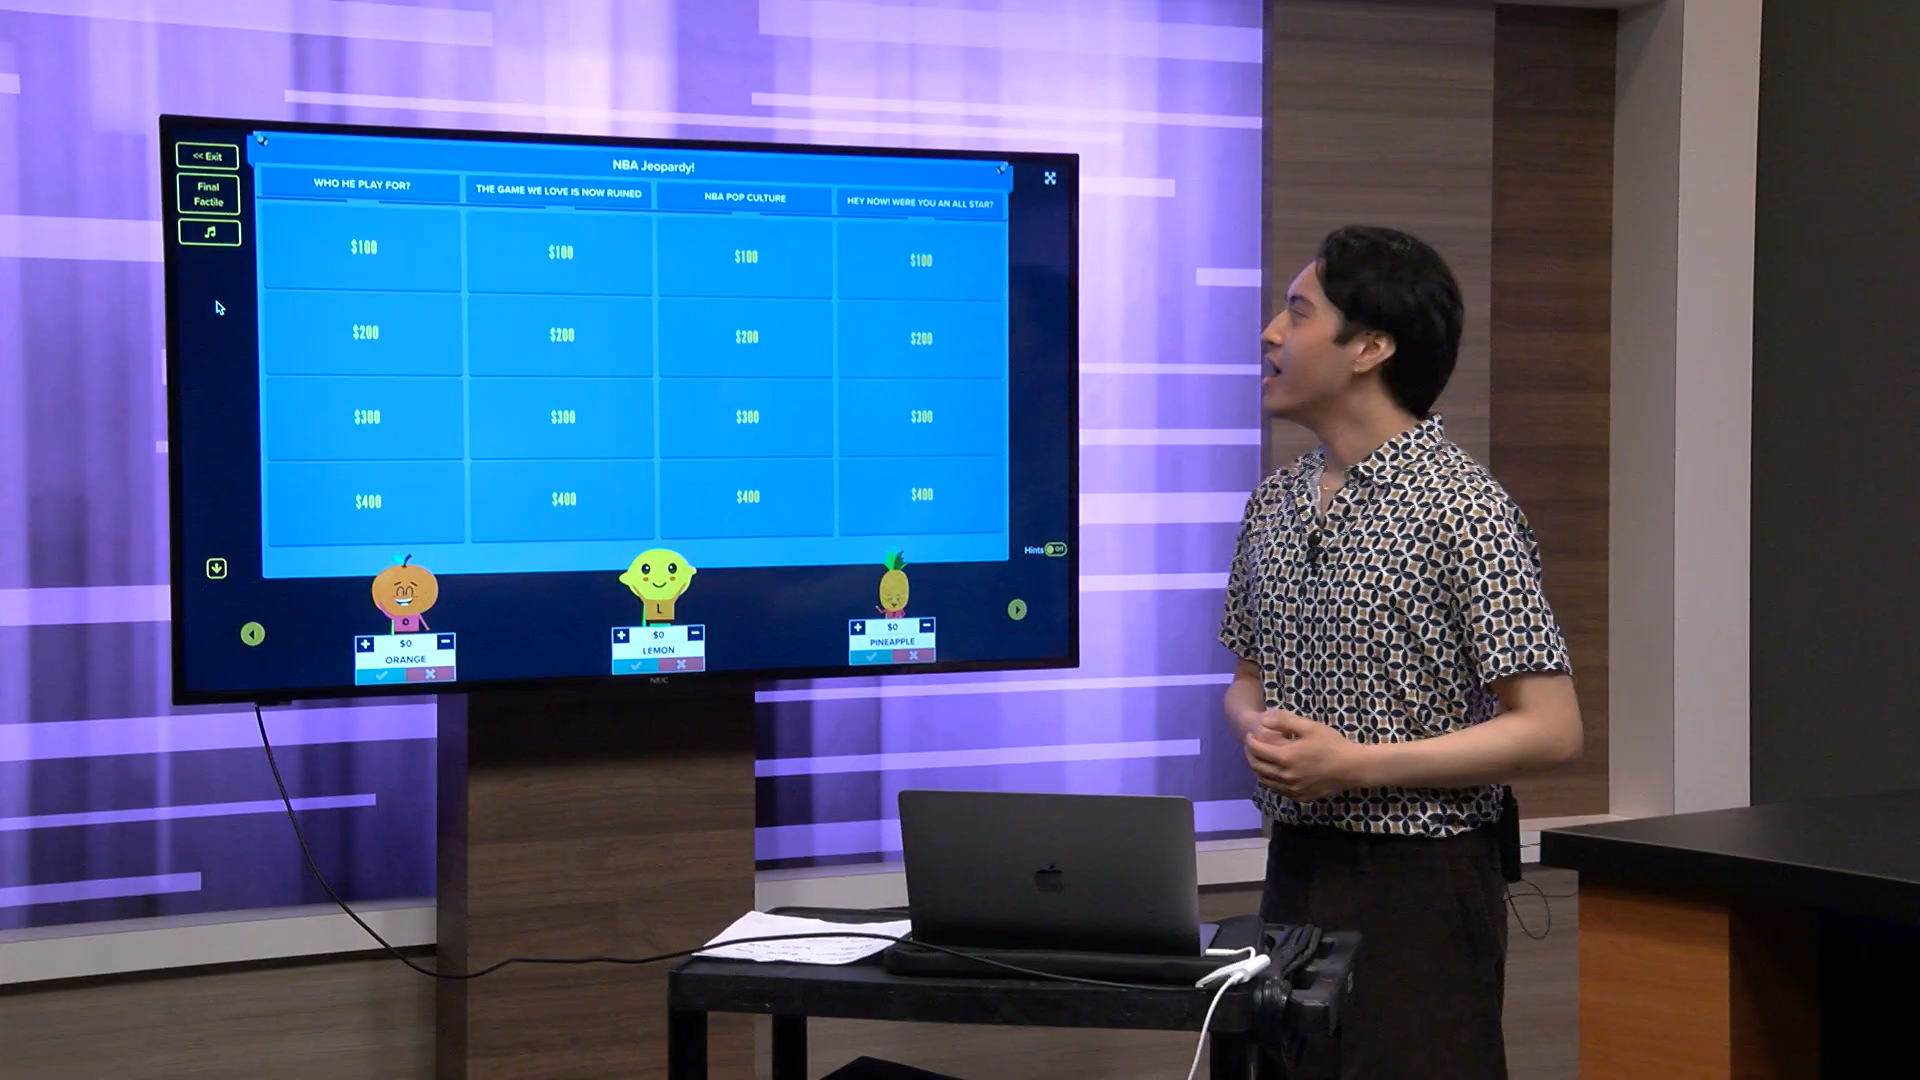 << Exit
Final
Factile
NBA Jeopardy!
WHO HE PLAY FOR?
THE GAME WE LOVE IS NOW RUINED
NBA POP CULTURE
HEY NOW! WERE YOU AN ALL STAR?
$100
$100
$100
$100
$200
$200
$200
$200
$300
$300
$300
$300
$400
$400
$400
$400
Hints Off
O
L
$0
ORANGE
$0
LEMON
$0
PINEAPPLE
NEC